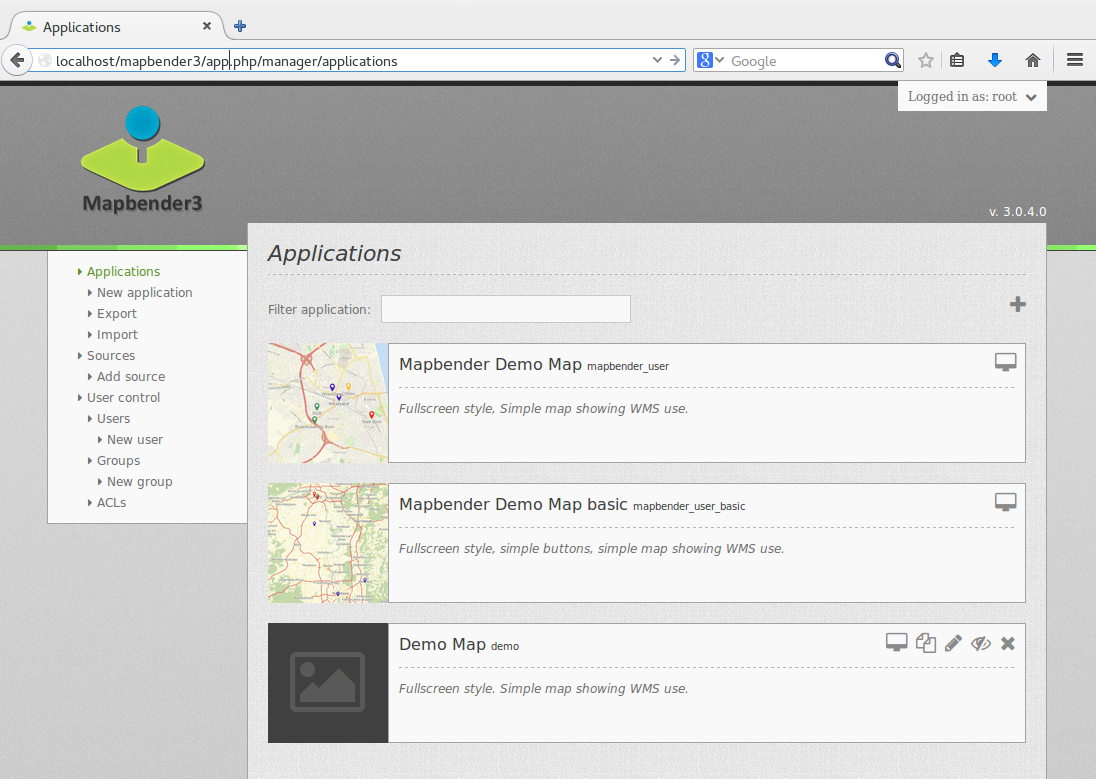 Applications
localhost/mapbender3/app.php/manager/applications
Google
Logged in as: root
Mapbender3
v. 3.0.4.0
Applications
New application
Export
Import
Sources
Add source
User control
Users
New user
Groups
New group
ACLs
Applications
Filter application:
Mapbender Demo Map mapbender_user
Fullscreen style, Simple map showing WMS use.
Mapbender Demo Map basic mapbender_user_basic
Fullscreen style, simple buttons, simple map showing WMS use.
Demo Map demo
Fullscreen style. Simple map showing WMS use.